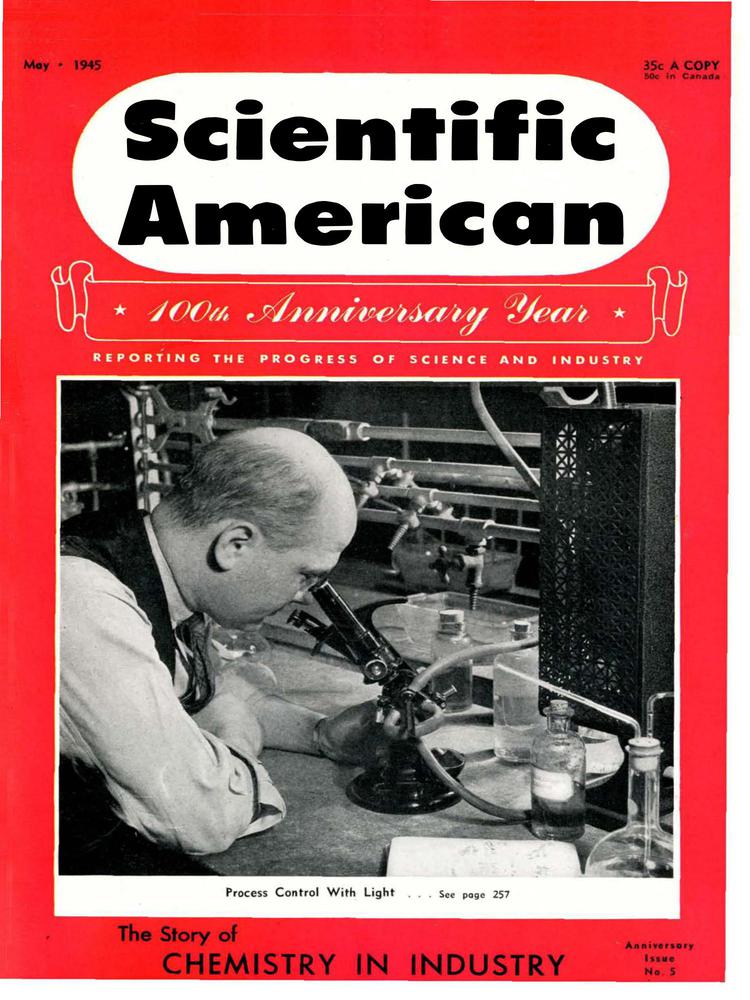 May • 1945
35c A COPY
50c in Canada
Scientific
American
★ 100th Anniversary Year ★
REPORTING THE PROGRESS OF SCIENCE AND INDUSTRY
Process Control With Light . . . See page 257
The Story of
CHEMISTRY IN INDUSTRY
Anniversary
Issue
No. 5